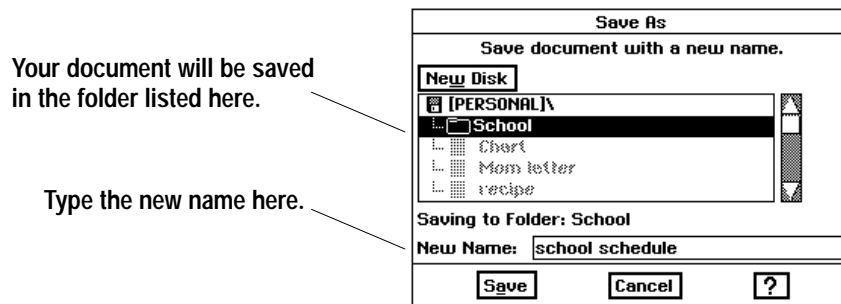 Save As
Save document with a new name.
Your document will be saved
in the folder listed here.
New Disk
[PERSONAL]\
School
Chart
Mom letter
recipe
Type the new name here.
Saving to Folder: School
New Name: school schedule
Save Cancel ?